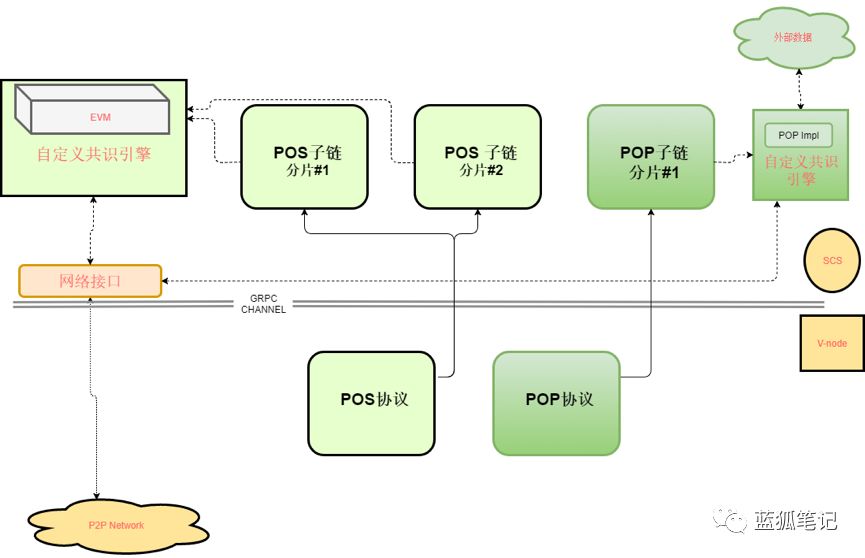 外部数据
EVM
自定义共识引擎
POS子链
分片#1
POS 子链
分片#2
POP子链
分片#1
POP Impl
自定义共识
引擎
网络接口
SCS
GRPC
CHANNEL
V-node
POS协议
POP协议
P2P Network
蓝狐笔记